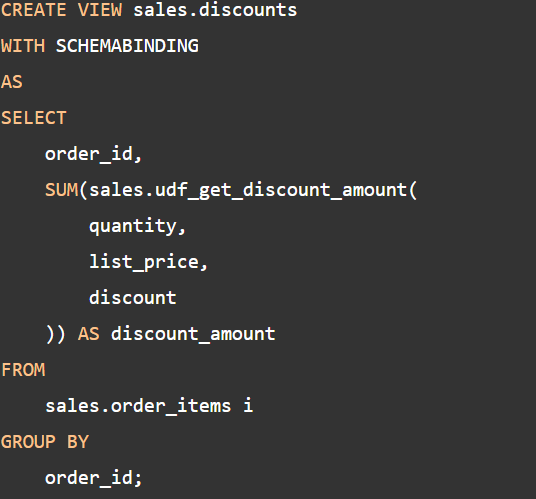 CREATE VIEW sales.discounts
WITH SCHEMABINDING
AS
SELECT
    order_id,
    SUM(sales.udf_get_discount_amount(
        quantity,
        list_price,
        discount
    )) AS discount_amount
FROM
    sales.order_items i
GROUP BY
    order_id;